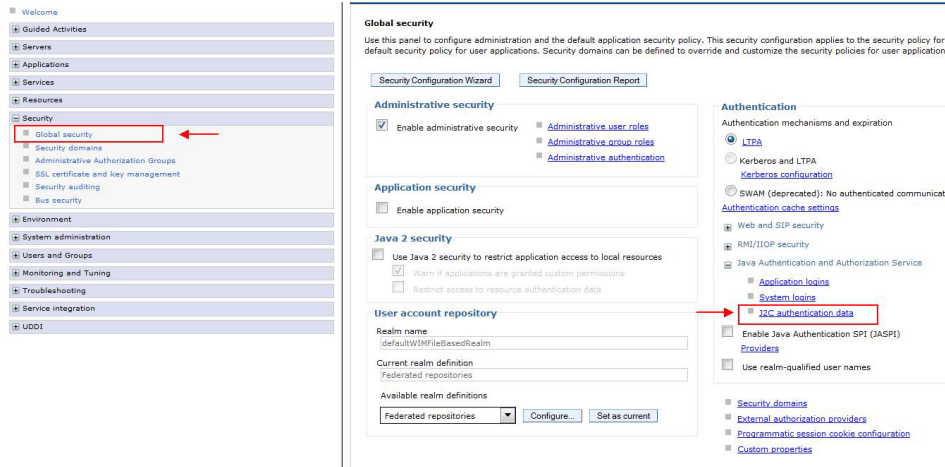 Welcome
Guided Activities
Servers
Applications
Services
Resources
Security
Global security
Security domains
Administrative Authorization Groups
SSL certificate and key management
Security auditing
Bus security
Environment
System administration
Users and Groups
Monitoring and Tuning
Troubleshooting
Service integration
UDDI
Global security
Use this panel to configure administration and the default application security policy. This security configuration applies to the security policy for
default security policy for user applications. Security domains can be defined to override and customize the security policies for user application
Security Configuration Wizard
Security Configuration Report
Administrative security
Enable administrative security
Administrative user roles
Administrative group roles
Administrative authentication
Application security
Enable application security
Java 2 security
Use Java 2 security to restrict application access to local resources
Warn if applications are granted custom permissions
Restrict access to resource authentication data
User account repository
Realm name
defaultWIMFileBasedRealm
Current realm definition
Federated repositories
Available realm definitions
Federated repositories
Configure...
Set as current
Authentication
Authentication mechanisms and expiration
LTPA
Kerberos and LTPA
Kerberos configuration
SWAM (deprecated): No authenticated communicat
Authentication cache settings
Web and SIP security
RMI/IIOP security
Java Authentication and Authorization Service
Application logins
System logins
J2C authentication data
Enable Java Authentication SPI (JASPI)
Providers
Use realm-qualified user names
Security domains
External authorization providers
Programmatic session cookie configuration
Custom properties